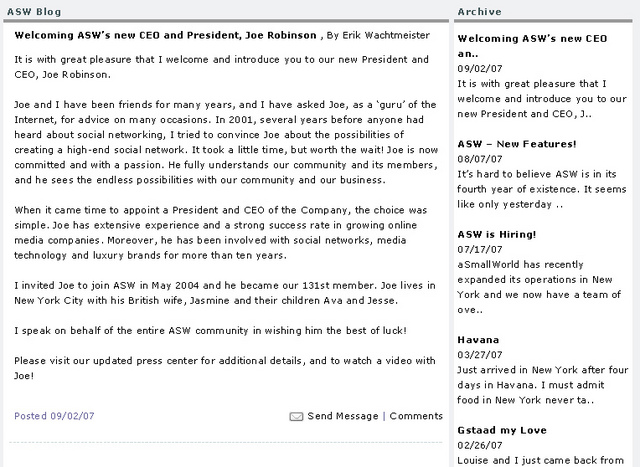 ASW Blog
Welcoming ASW's new CEO and President, Joe Robinson , By Erik Wachtmeister
It is with great pleasure that I welcome and introduce you to our new President and
CEO, Joe Robinson.
Joe and I have been friends for many years, and I have asked Joe, as a 'guru' of the
Internet, for advice on many occasions. In 2001, several years before anyone had
heard about social networking, I tried to convince Joe about the possibilities of
creating a high-end social network. It took a little time, but worth the wait! Joe is now
committed and with a passion. He fully understands our community and its members,
and he sees the endless possibilities with our community and our business.
When it came time to appoint a President and CEO of the Company, the choice was
simple. Joe has extensive experience and a strong success rate in growing online
media companies. Moreover, he has been involved with social networks, media
technology and luxury brands for more than ten years.
I invited Joe to join ASW in May 2004 and he became our 131st member. Joe lives in
New York City with his British wife, Jasmine and their children Ava and Jesse.
I speak on behalf of the entire ASW community in wishing him the best of luck!
Please visit our updated press center for additional details, and to watch a video with
Joe!
Posted 09/02/07
Send Message | Comments
Archive
Welcoming ASW's new CEO
an..
09/02/07
It is with great pleasure that I
welcome and introduce you to our
new President and CEO, J..
ASW – New Features!
08/07/07
It's hard to believe ASW is in its
fourth year of existence. It seems
like only yesterday ..
ASW is Hiring!
07/17/07
aSmallWorld has recently
expanded its operations in New
York and we now have a team of
ove..
Havana
03/27/07
Just arrived in New York after four
days in Havana. I must admit
food in New York never ta..
Gstaad my Love
02/26/07
Louise and I just came back from